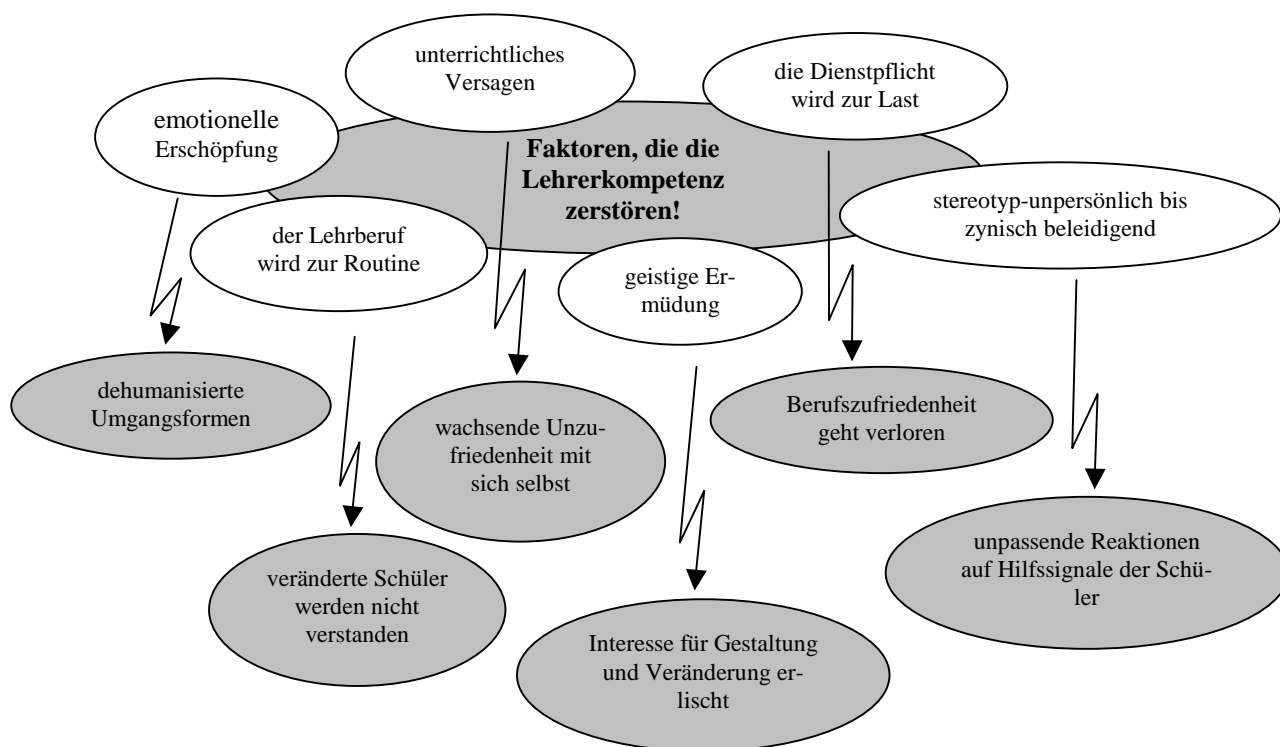 unterrichtliches
Versagen
die Dienstpflicht
wird zur Last
emotionelle
Erschöpfung
Faktoren, die die
Lehrerkompetenz
zerstören!
stereotyp-unpersönlich bis
zynisch beleidigend
der Lehrberuf
wird zur Routine
geistige Er-
müdung
dehumanisierte
Umgangsformen
wachsende Unzu-
friedenheit mit
sich selbst
Berufszufriedenheit
geht verloren
veränderte Schüler
werden nicht
verstanden
unpassende Reaktionen
auf Hilfssignale der Schü-
ler
Interesse für Gestaltung
und Veränderung er-
lischt